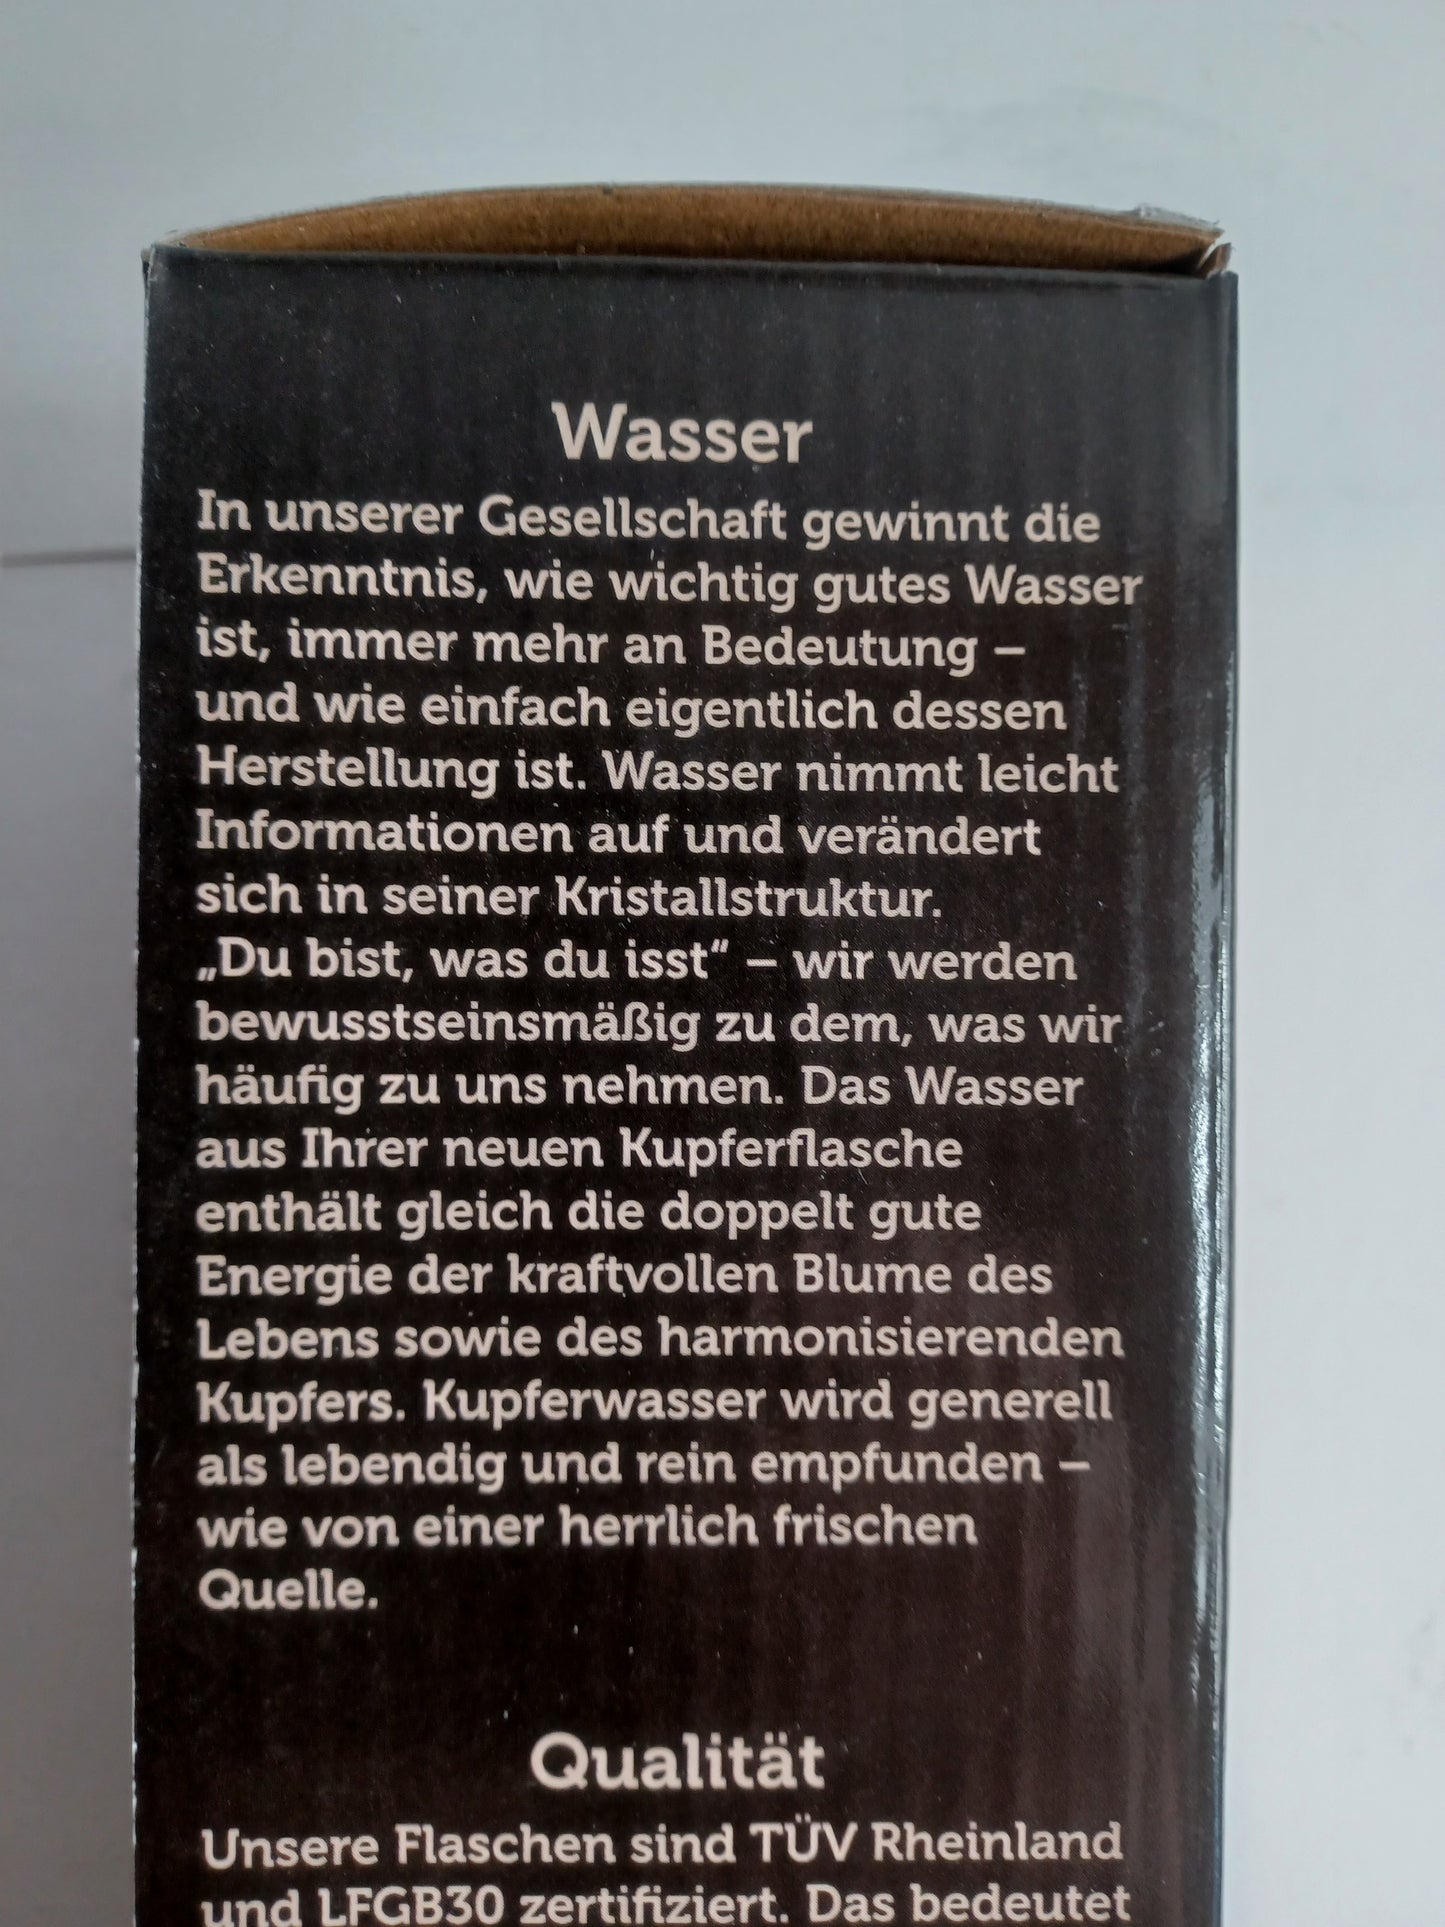 Wasser
In unserer Gesellschaft gewinnt die
Erkenntnis, wie wichtig gutes Wasser
ist, immer mehr an Bedeutung –
und wie einfach eigentlich dessen
Herstellung ist. Wasser nimmt leicht
Informationen auf und verändert
sich in seiner Kristallstruktur.
„Du bist, was du isst“ – wir werden
bewusstseinsmäßig zu dem, was wir
häufig zu uns nehmen. Das Wasser
aus Ihrer neuen Kupferflasche
enthält gleich die doppelt gute
Energie der kraftvollen Blume des
Lebens sowie des harmonisierenden
Kupfers. Kupferwasser wird generell
als lebendig und rein empfunden –
wie von einer herrlich frischen
Quelle.
Qualität
Unsere Flaschen sind TÜV Rheinland
und LFGB30 zertifiziert. Das bedeutet